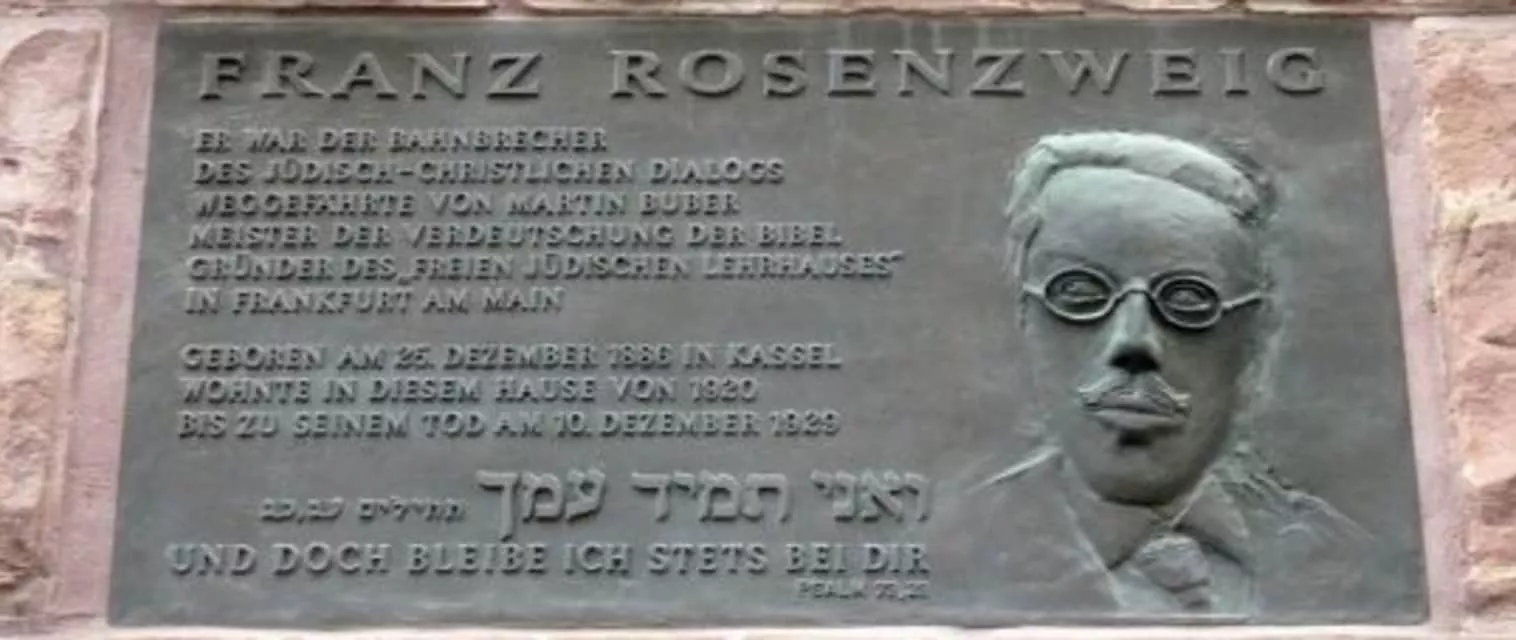 FRANZ ROSENZWEIG
ER WAR DER BAHNBRECHER
DES JÜDISCH-CHRISTLICHEN DIALOGS
WEGGEFÄHRTE VON MARTIN BUBER
MEISTER DER VERDEUTSCHUNG DER BIBEL
GRÜNDER DES „FREIEN JÜDISCHEN LEHRHAUSES“
IN FRANKFURT AM MAIN
GEBOREN AM 25. DEZEMBER 1886 IN KASSEL
WOHNTE IN DIESEM HAUSE VON 1920
BIS ZU SEINEM TOD AM 10. DEZEMBER 1929
ואני תמיד עמך תהילים
UND DOCH BLEIBE ICH STETS BEI DIR
PSALM